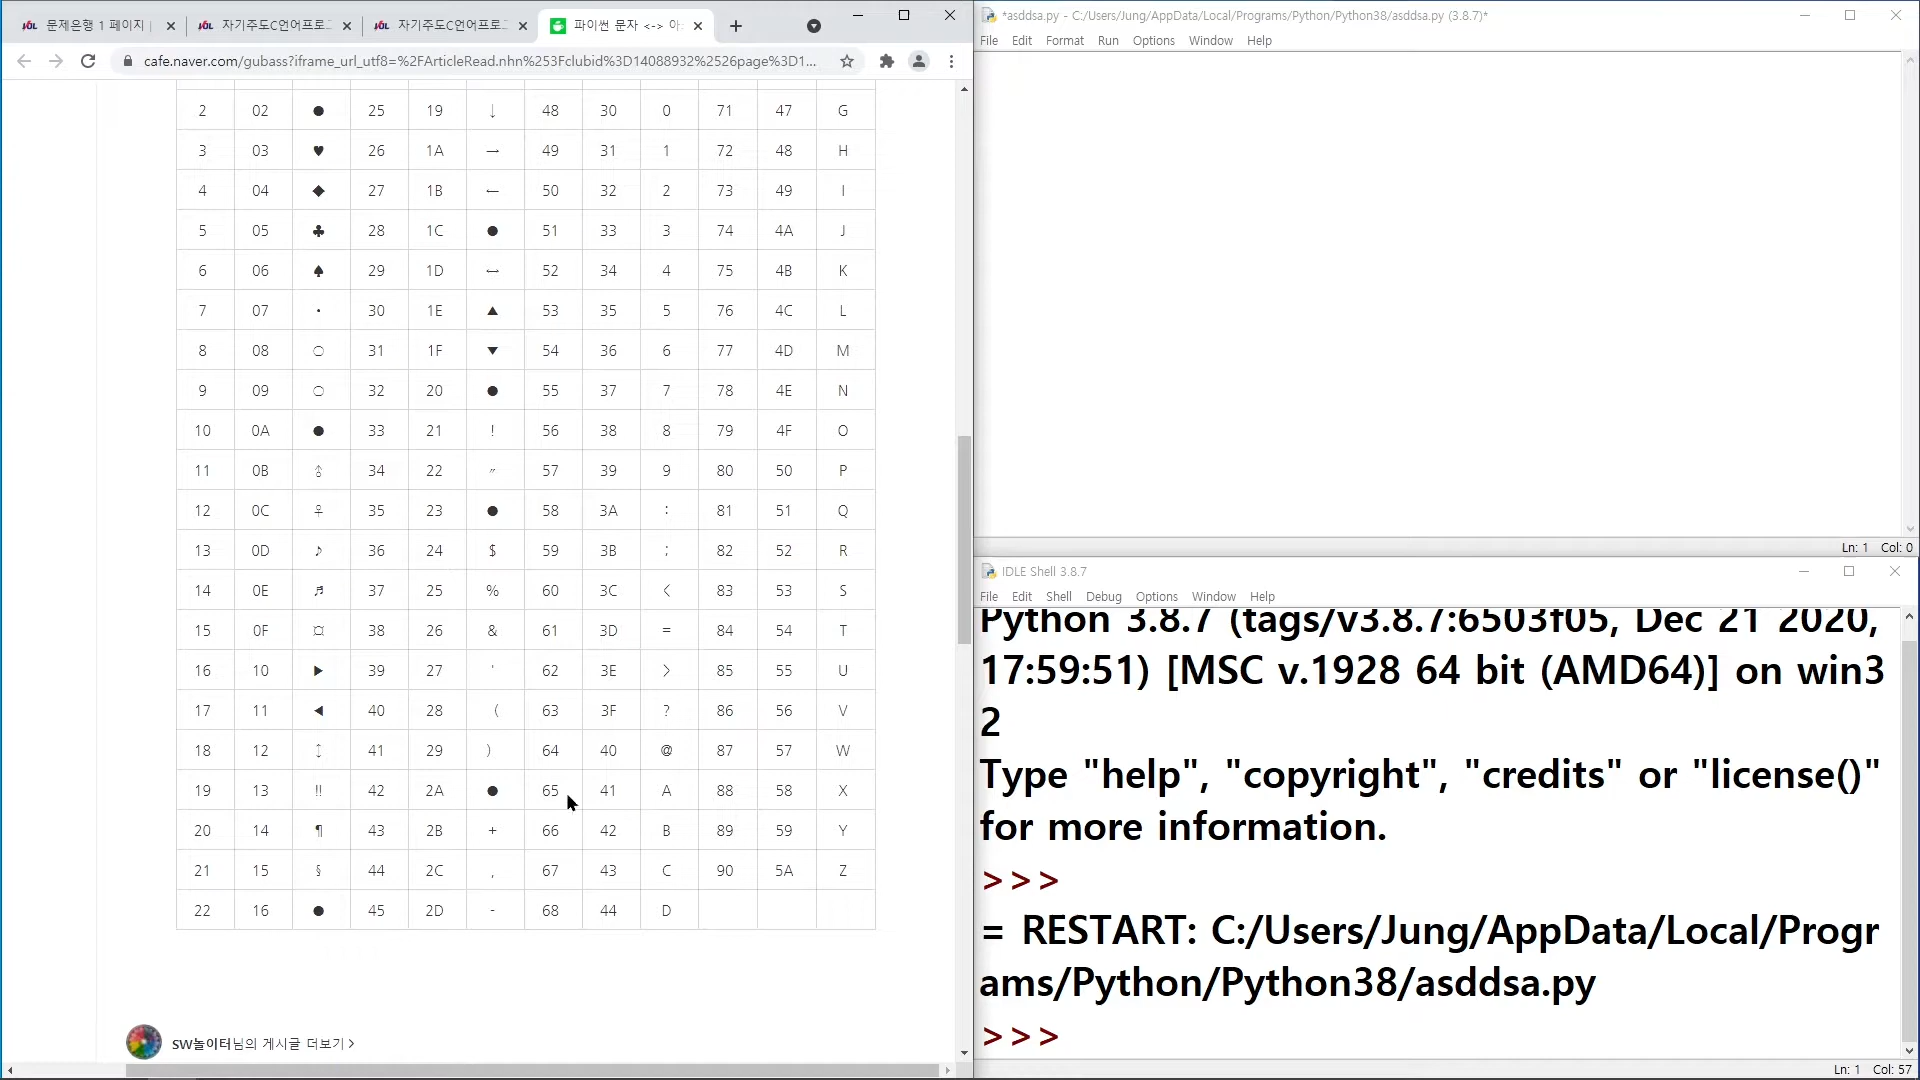 문제은행 1 페이지
자기주도C언어프로그
자기주도C언어프로그
파이썬 문자 <-> 아
cafe.naver.com/gubass?iframe_url_utf8=%2FArticleRead.nhn%253Fclubid%3D14088932%2526page%3D1...
2 02 ● 25 19 ↓ 48 30 0 71 47 G
3 03 ♥ 26 1A → 49 31 1 72 48 H
4 04 ◆ 27 1B ← 50 32 2 73 49 I
5 05 ♣ 28 1C ● 51 33 3 74 4A J
6 06 ♠ 29 1D ↔ 52 34 4 75 4B K
7 07 · 30 1E ▲ 53 35 5 76 4C L
8 08 ○ 31 1F ▼ 54 36 6 77 4D M
9 09 ○ 32 20 ● 55 37 7 78 4E N
10 0A ● 33 21 ! 56 38 8 79 4F O
11 0B 34 22 〃 57 39 9 80 50 P
12 0C ♀ 35 23 ● 58 3A : 81 51 Q
13 0D ♪ 36 24 $ 59 3B ; 82 52 R
14 0E ♬ 37 25 % 60 3C < 83 53 S
15 0F ¤ 38 26 & 61 3D = 84 54 T
16 10 ▶ 39 27 ' 62 3E > 85 55 U
17 11 ◀ 40 28 ( 63 3F ? 86 56 V
18 12 ↕ 41 29 ) 64 40 @ 87 57 W
19 13 !! 42 2A ● 65 41 A 88 58 X
20 14 ¶ 43 2B + 66 42 B 89 59 Y
21 15 § 44 2C , 67 43 C 90 5A Z
22 16 ● 45 2D - 68 44 D
SW놀이터님의 게시글 더보기 >
*asddsa.py - C:/Users/Jung/AppData/Local/Programs/Python/Python38/asddsa.py (3.8.7)*
File Edit Format Run Options Window Help
Ln: 1 Col: 0
IDLE Shell 3.8.7
File Edit Shell Debug Options Window Help
Python 3.8.7 (tags/v3.8.7:6503f05, Dec 21 2020,
17:59:51) [MSC v.1928 64 bit (AMD64)] on win3
2
Type "help", "copyright", "credits" or "license()"
for more information.
>>>
= RESTART: C:/Users/Jung/AppData/Local/Progr
ams/Python/Python38/asddsa.py
>>>
Ln: 1 Col: 57